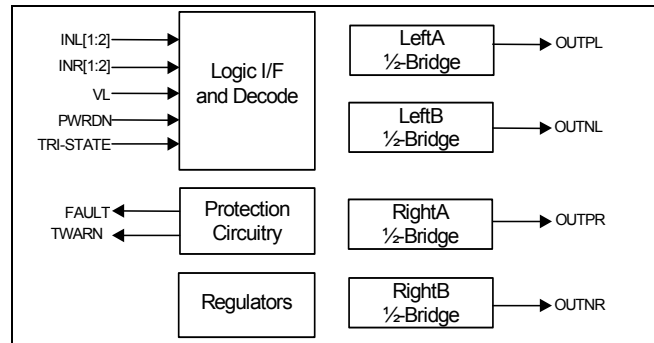 INL[1:2]
INR[1:2]
VL
PWRDN
TRI-STATE
Logic I/F
and Decode
FAULT
TWARN
Protection
Circuitry
Regulators
LeftA
½-Bridge
OUTPL
LeftB
½-Bridge
OUTNL
RightA
½-Bridge
OUTPR
RightB
½-Bridge
OUTNR